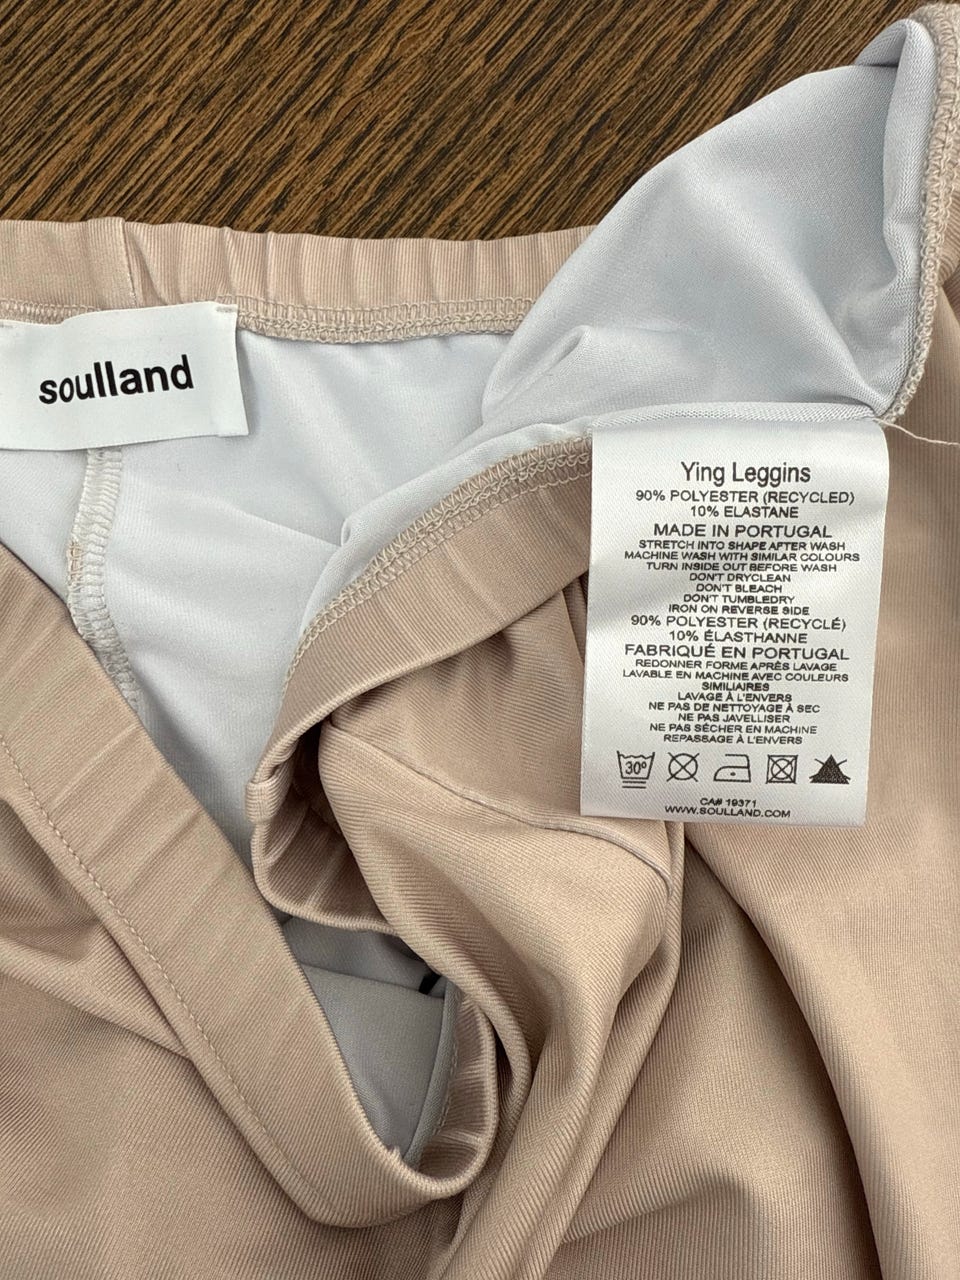 soulland
Ying Leggins
90% POLYESTER (RECYCLED)
10% ELASTANE
MADE IN PORTUGAL
STRETCH INTO SHAPE AFTER WASH
MACHINE WASH WITH SIMILAR COLOURS
TURN INSIDE OUT BEFORE WASH
DON'T DRYCLEAN
DON'T BLEACH
DON'T TUMBLEDRY
IRON ON REVERSE SIDE
90% POLYESTER (RECYCLÉ)
10% ÉLASTHANNE
FABRIQUÉ EN PORTUGAL
REDONNER FORME APRÈS LAVAGE
LAVABLE EN MACHINE AVEC COULEURS
SIMILIAIRES
LAVAGE À L'ENVERS
NE PAS DE NETTOYAGE À SEC
NE PAS JAVELLISER
NE PAS SÉCHER EN MACHINE
REPASSAGE À L'ENVERS
30º
CA# 19371
WWW.SOULLAND.COM